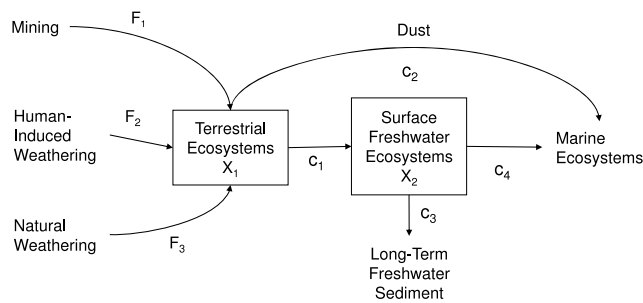 Mining
F₁
Dust
c₂
Human-
Induced
Weathering
F₂
Terrestrial
Ecosystems
X₁
c₁
Surface
Freshwater
Ecosystems
X₂
c₄
Marine
Ecosystems
Natural
Weathering
F₃
c₃
Long-Term
Freshwater
Sediment